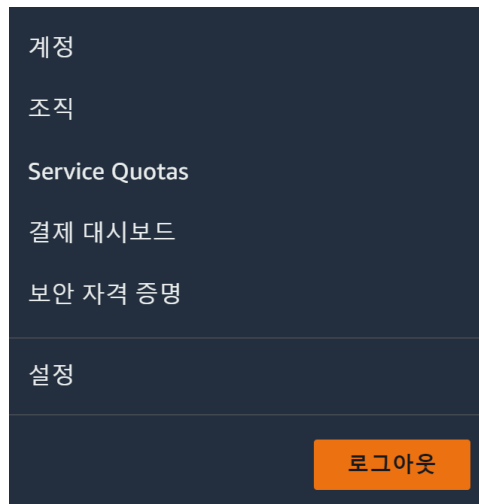 계정
조직
Service Quotas
결제 대시보드
보안 자격 증명
설정
로그아웃